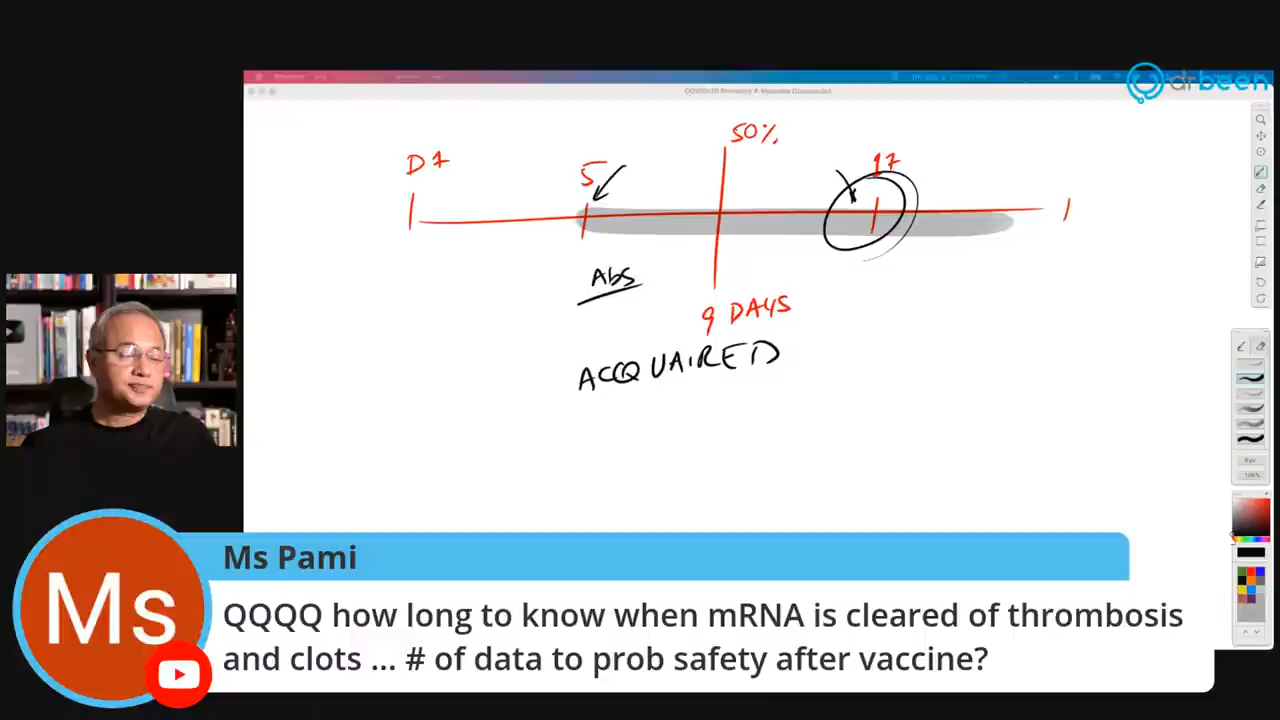 drbeen
50%
D7
5
17
Abs
9 DAYS
ACQUAIRED
Ms
Ms Pami
QQQQ how long to know when mRNA is cleared of thrombosis
and clots ... # of data to prob safety after vaccine?